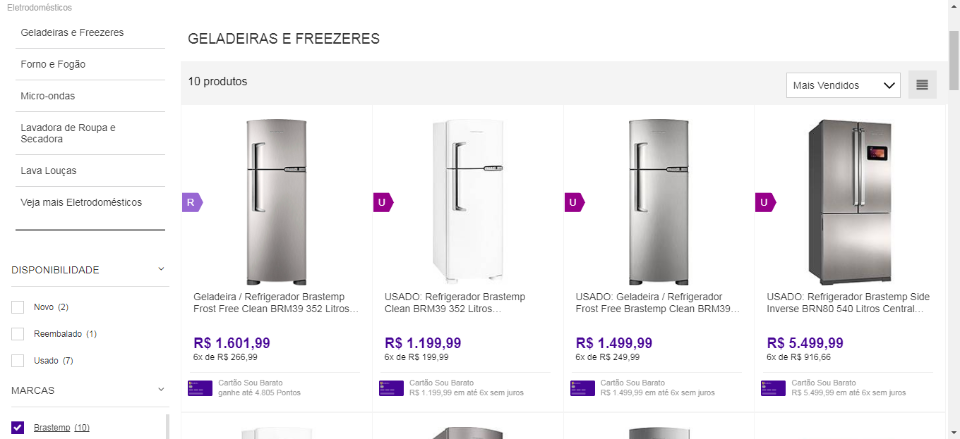 Eletrodomésticos
Geladeiras e Freezeres
Forno e Fogão
Micro-ondas
Lavadora de Roupa e
Secadora
Lava Louças
Veja mais Eletrodomésticos
DISPONIBILIDADE
Novo (2)
Reembalado (1)
Usado (7)
MARCAS
Brastemp (10)
GELADEIRAS E FREEZERES
10 produtos
Mais Vendidos
R
Geladeira / Refrigerador Brastemp
Frost Free Clean BRM39 352 Litros...
R$ 1.601,99
6x de R$ 266,99
Cartão Sou Barato
ganhe até 4.805 Pontos
U
USADO: Refrigerador Brastemp
Clean BRM39 352 Litros...
R$ 1.199,99
6x de R$ 199,99
Cartão Sou Barato
R$ 1.199,99 em até 6x sem juros
U
USADO: Geladeira / Refrigerador
Frost Free Brastemp Clean BRM39...
R$ 1.499,99
6x de R$ 249,99
Cartão Sou Barato
R$ 1.499,99 em até 6x sem juros
U
USADO: Refrigerador Brastemp Side
Inverse BRN80 540 Litros Central...
R$ 5.499,99
6x de R$ 916,66
Cartão Sou Barato
R$ 5.499,99 em até 6x sem juros